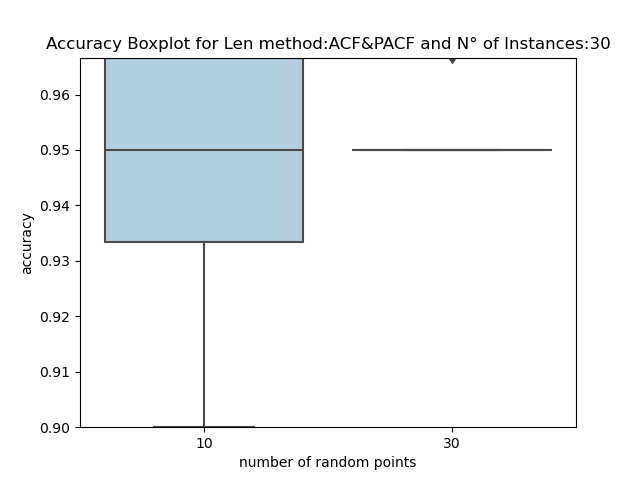 Accuracy Boxplot for Len method:ACF&PACF and N° of Instances:30
0.96
0.95
0.94
0.93
0.92
0.91
0.90
accuracy
10 30
number of random points